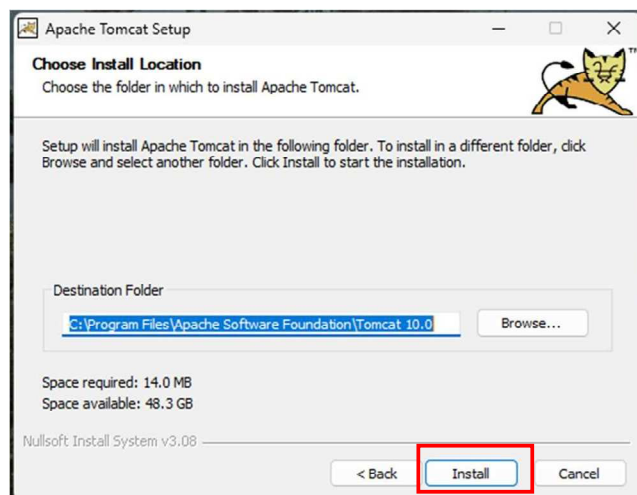 Apache Tomcat Setup
Choose Install Location
Choose the folder in which to install Apache Tomcat.
TM
Setup will install Apache Tomcat in the following folder. To install in a different folder, click
Browse and select another folder. Click Install to start the installation.
Destination Folder
C:\Program Files\Apache Software Foundation\Tomcat 10.0
Browse...
Space required: 14.0 MB
Space available: 48.3 GB
Nullsoft Install System v3.08
< Back Install Cancel